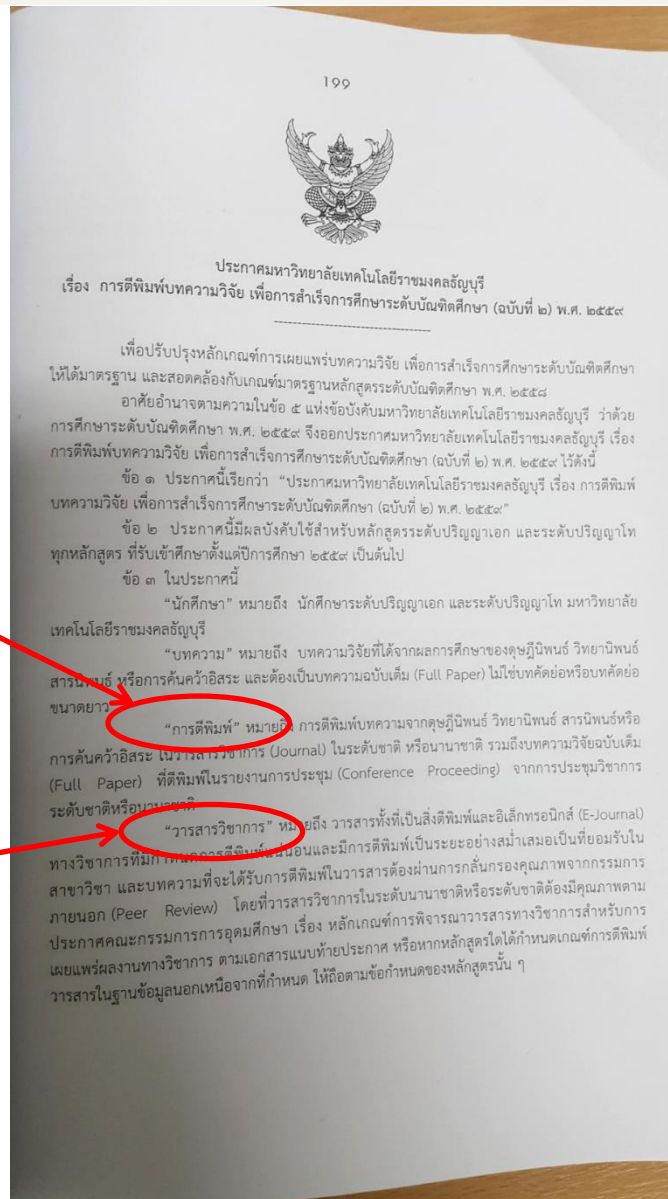 199
ประกาศมหาวิทยาลัยเทคโนโลยีราชมงคลธัญบุรี
เรื่อง การตีพิมพ์บทความวิจัย เพื่อการสำเร็จการศึกษาระดับบัณฑิตศึกษา (ฉบับที่ ๒) พ.ศ. ๒๕๕๙
เพื่อปรับปรุงหลักเกณฑ์การเผยแพร่บทความวิจัย เพื่อการสำเร็จการศึกษาระดับบัณฑิตศึกษา
ให้ได้มาตรฐาน และสอดคล้องกับเกณฑ์มาตรฐานหลักสูตรระดับบัณฑิตศึกษา พ.ศ. ๒๕๕๘
อาศัยอำนาจตามความในข้อ ๕ แห่งข้อบังคับมหาวิทยาลัยเทคโนโลยีราชมงคลธัญบุรี ว่าด้วย
การศึกษาระดับบัณฑิตศึกษา พ.ศ. ๒๕๕๙ จึงออกประกาศมหาวิทยาลัยเทคโนโลยีราชมงคลธัญบุรี เรื่อง
การตีพิมพ์บทความวิจัย เพื่อการสำเร็จการศึกษาระดับบัณฑิตศึกษา (ฉบับที่ ๒) พ.ศ. ๒๕๕๙ ไว้ดังนี้
ข้อ ๑ ประกาศนี้เรียกว่า “ประกาศมหาวิทยาลัยเทคโนโลยีราชมงคลธัญบุรี เรื่อง การตีพิมพ์
บทความวิจัย เพื่อการสำเร็จการศึกษาระดับบัณฑิตศึกษา (ฉบับที่ ๒) พ.ศ. ๒๕๕๙”
ข้อ ๒ ประกาศนี้มีผลบังคับใช้สำหรับหลักสูตรระดับปริญญาเอก และระดับปริญญาโท
ทุกหลักสูตร ที่รับเข้าศึกษาตั้งแต่ปีการศึกษา ๒๕๕๙ เป็นต้นไป
ข้อ ๓ ในประกาศนี้
“นักศึกษา” หมายถึง นักศึกษาระดับปริญญาเอก และระดับปริญญาโท มหาวิทยาลัย
เทคโนโลยีราชมงคลธัญบุรี
“บทความ” หมายถึง บทความวิจัยที่ได้จากผลการศึกษาของดุษฎีนิพนธ์ วิทยานิพนธ์
สารนิพนธ์ หรือการค้นคว้าอิสระ และต้องเป็นบทความฉบับเต็ม (Full Paper) ไม่ใช่บทคัดย่อหรือบทคัดย่อ
ขนาดยาว
“การตีพิมพ์” หมายถึง การตีพิมพ์บทความจากดุษฎีนิพนธ์ วิทยานิพนธ์ สารนิพนธ์หรือ
การค้นคว้าอิสระ ในวารสารวิชาการ (Journal) ในระดับชาติ หรือนานาชาติ รวมถึงบทความวิจัยฉบับเต็ม
(Full Paper) ที่ตีพิมพ์ในรายงานการประชุม (Conference Proceeding) จากการประชุมวิชาการ
ระดับชาติหรือนานาชาติ
“วารสารวิชาการ” หมายถึง วารสารทั้งที่เป็นสิ่งตีพิมพ์และอิเล็กทรอนิกส์ (E-Journal)
ทางวิชาการที่มีกำหนดการตีพิมพ์แน่นอนและมีการตีพิมพ์เป็นระยะอย่างสม่ำเสมอเป็นที่ยอมรับใน
สาขาวิชา และบทความที่จะได้รับการตีพิมพ์ในวารสารต้องผ่านการกลั่นกรองคุณภาพจากกรรมการ
ภายนอก (Peer Review) โดยที่วารสารวิชาการในระดับนานาชาติหรือระดับชาติต้องมีคุณภาพตาม
ประกาศคณะกรรมการการอุดมศึกษา เรื่อง หลักเกณฑ์การพิจารณาวารสารทางวิชาการสำหรับการ
เผยแพร่ผลงานทางวิชาการ ตามเอกสารแนบท้ายประกาศ หรือหากหลักสูตรใดได้กำหนดเกณฑ์การตีพิมพ์
วารสารในฐานข้อมูลนอกเหนือจากที่กำหนด ให้ถือตามข้อกำหนดของหลักสูตรนั้น ๆ